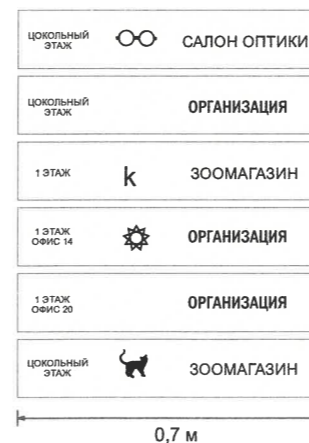 ЦОКОЛЬНЫЙ ЭТАЖ САЛОН ОПТИКИ
ЦОКОЛЬНЫЙ ЭТАЖ ОРГАНИЗАЦИЯ
1 ЭТАЖ k ЗООМАГАЗИН
1 ЭТАЖ ОФИС 14 ОРГАНИЗАЦИЯ
1 ЭТАЖ ОФИС 20 ОРГАНИЗАЦИЯ
ЦОКОЛЬНЫЙ ЭТАЖ ЗООМАГАЗИН
0,7 м